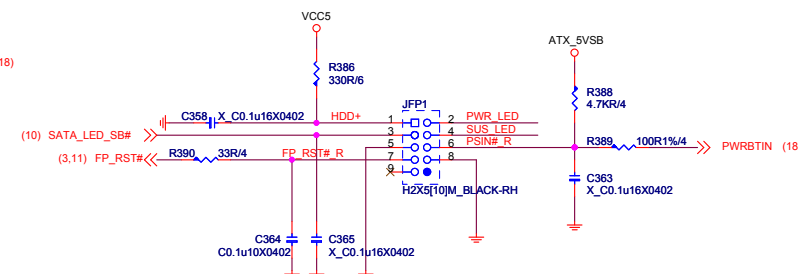 VCC5
ATX_5VSB
18)
R386
330R/6
R388
4.7KR/4
JFP1
C358
X_C0.1u16X0402
HDD+
1
2
PWR_LED
(10) SATA_LED_SB#
3
4
SUS_LED
5
6
PSIN#_R
R389
100R1%/4
PWRBTIN
(18
(3,11) FP_RST#
R390
33R/4
FP_RST#_R
7
8
9
H2X5[10]M_BLACK-RH
C363
X_C0.1u16X0402
C364
C0.1u10X0402
C365
X_C0.1u16X0402